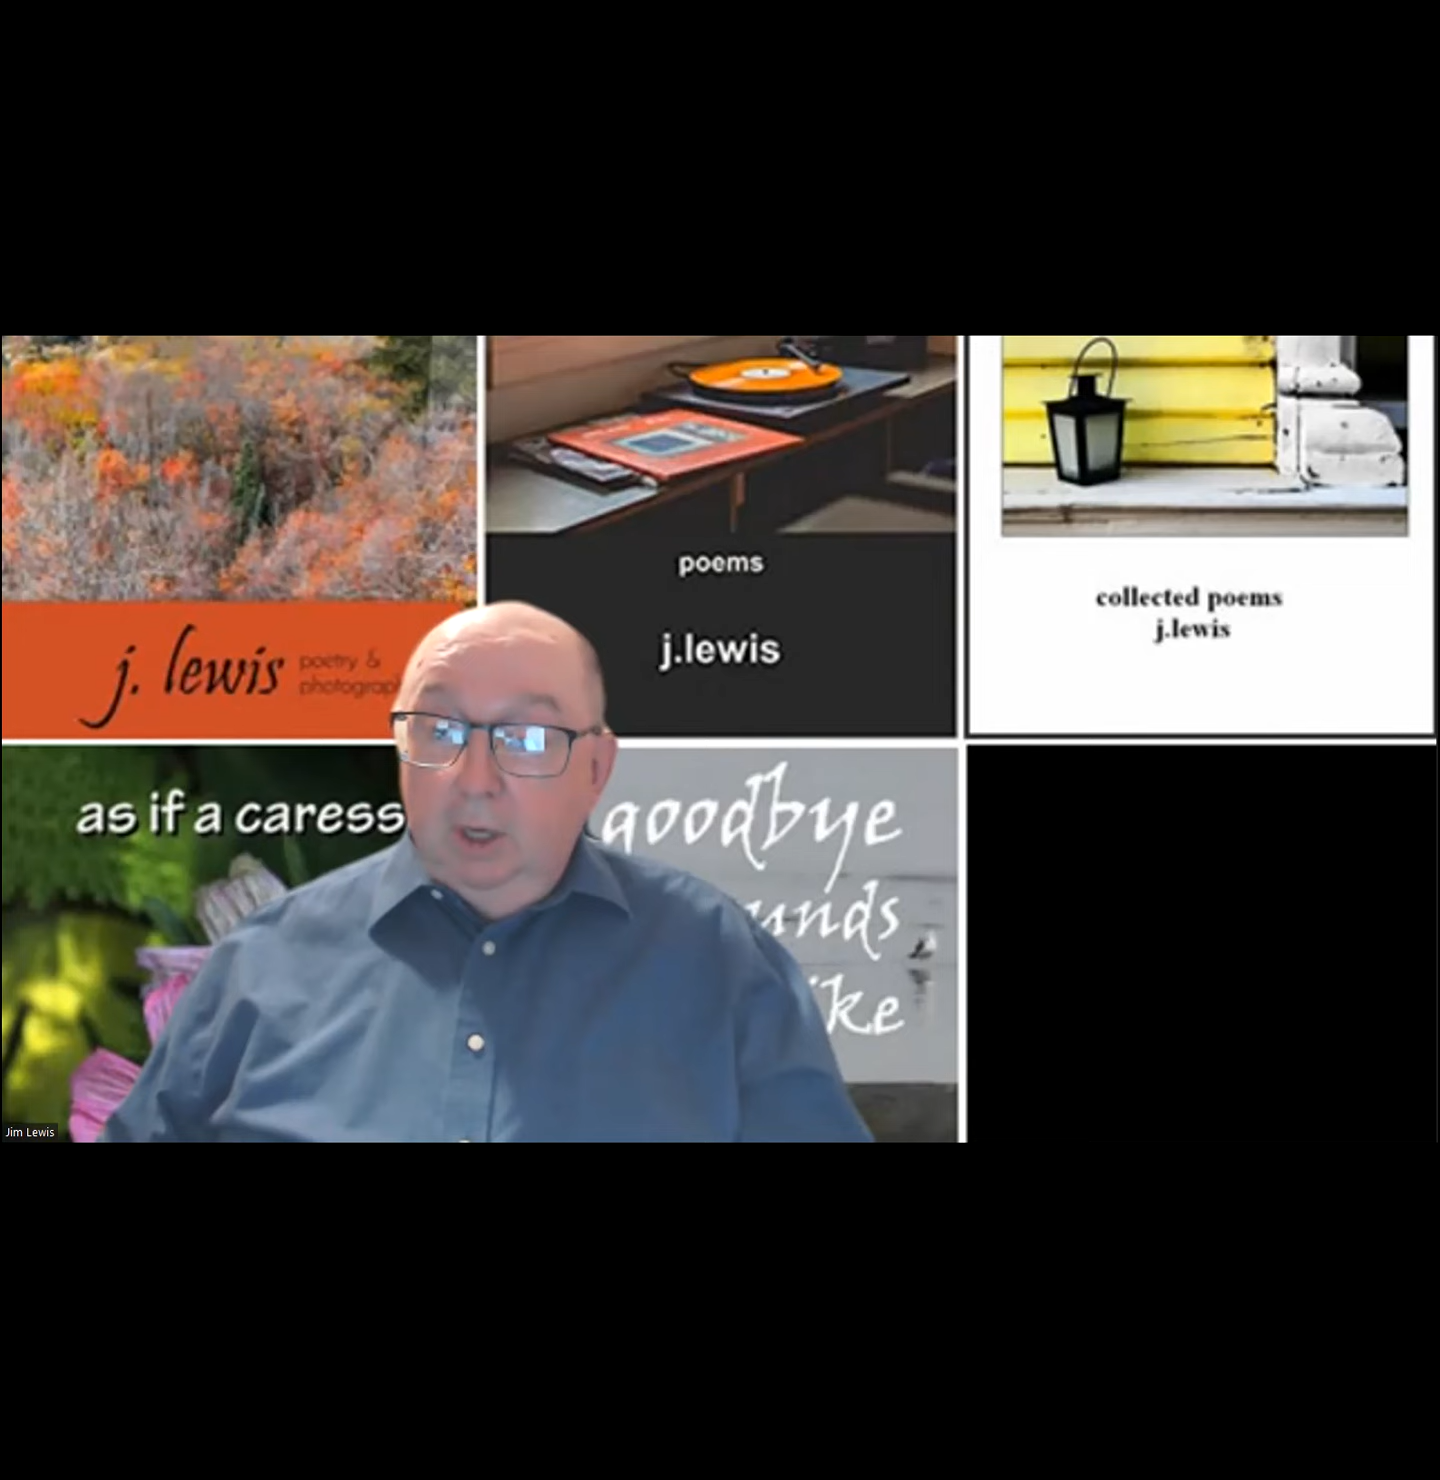 j. lewis
poetry &
poems
j.lewis
collected poems
j.lewis
as if a caress
goodbye
Jim Lewis